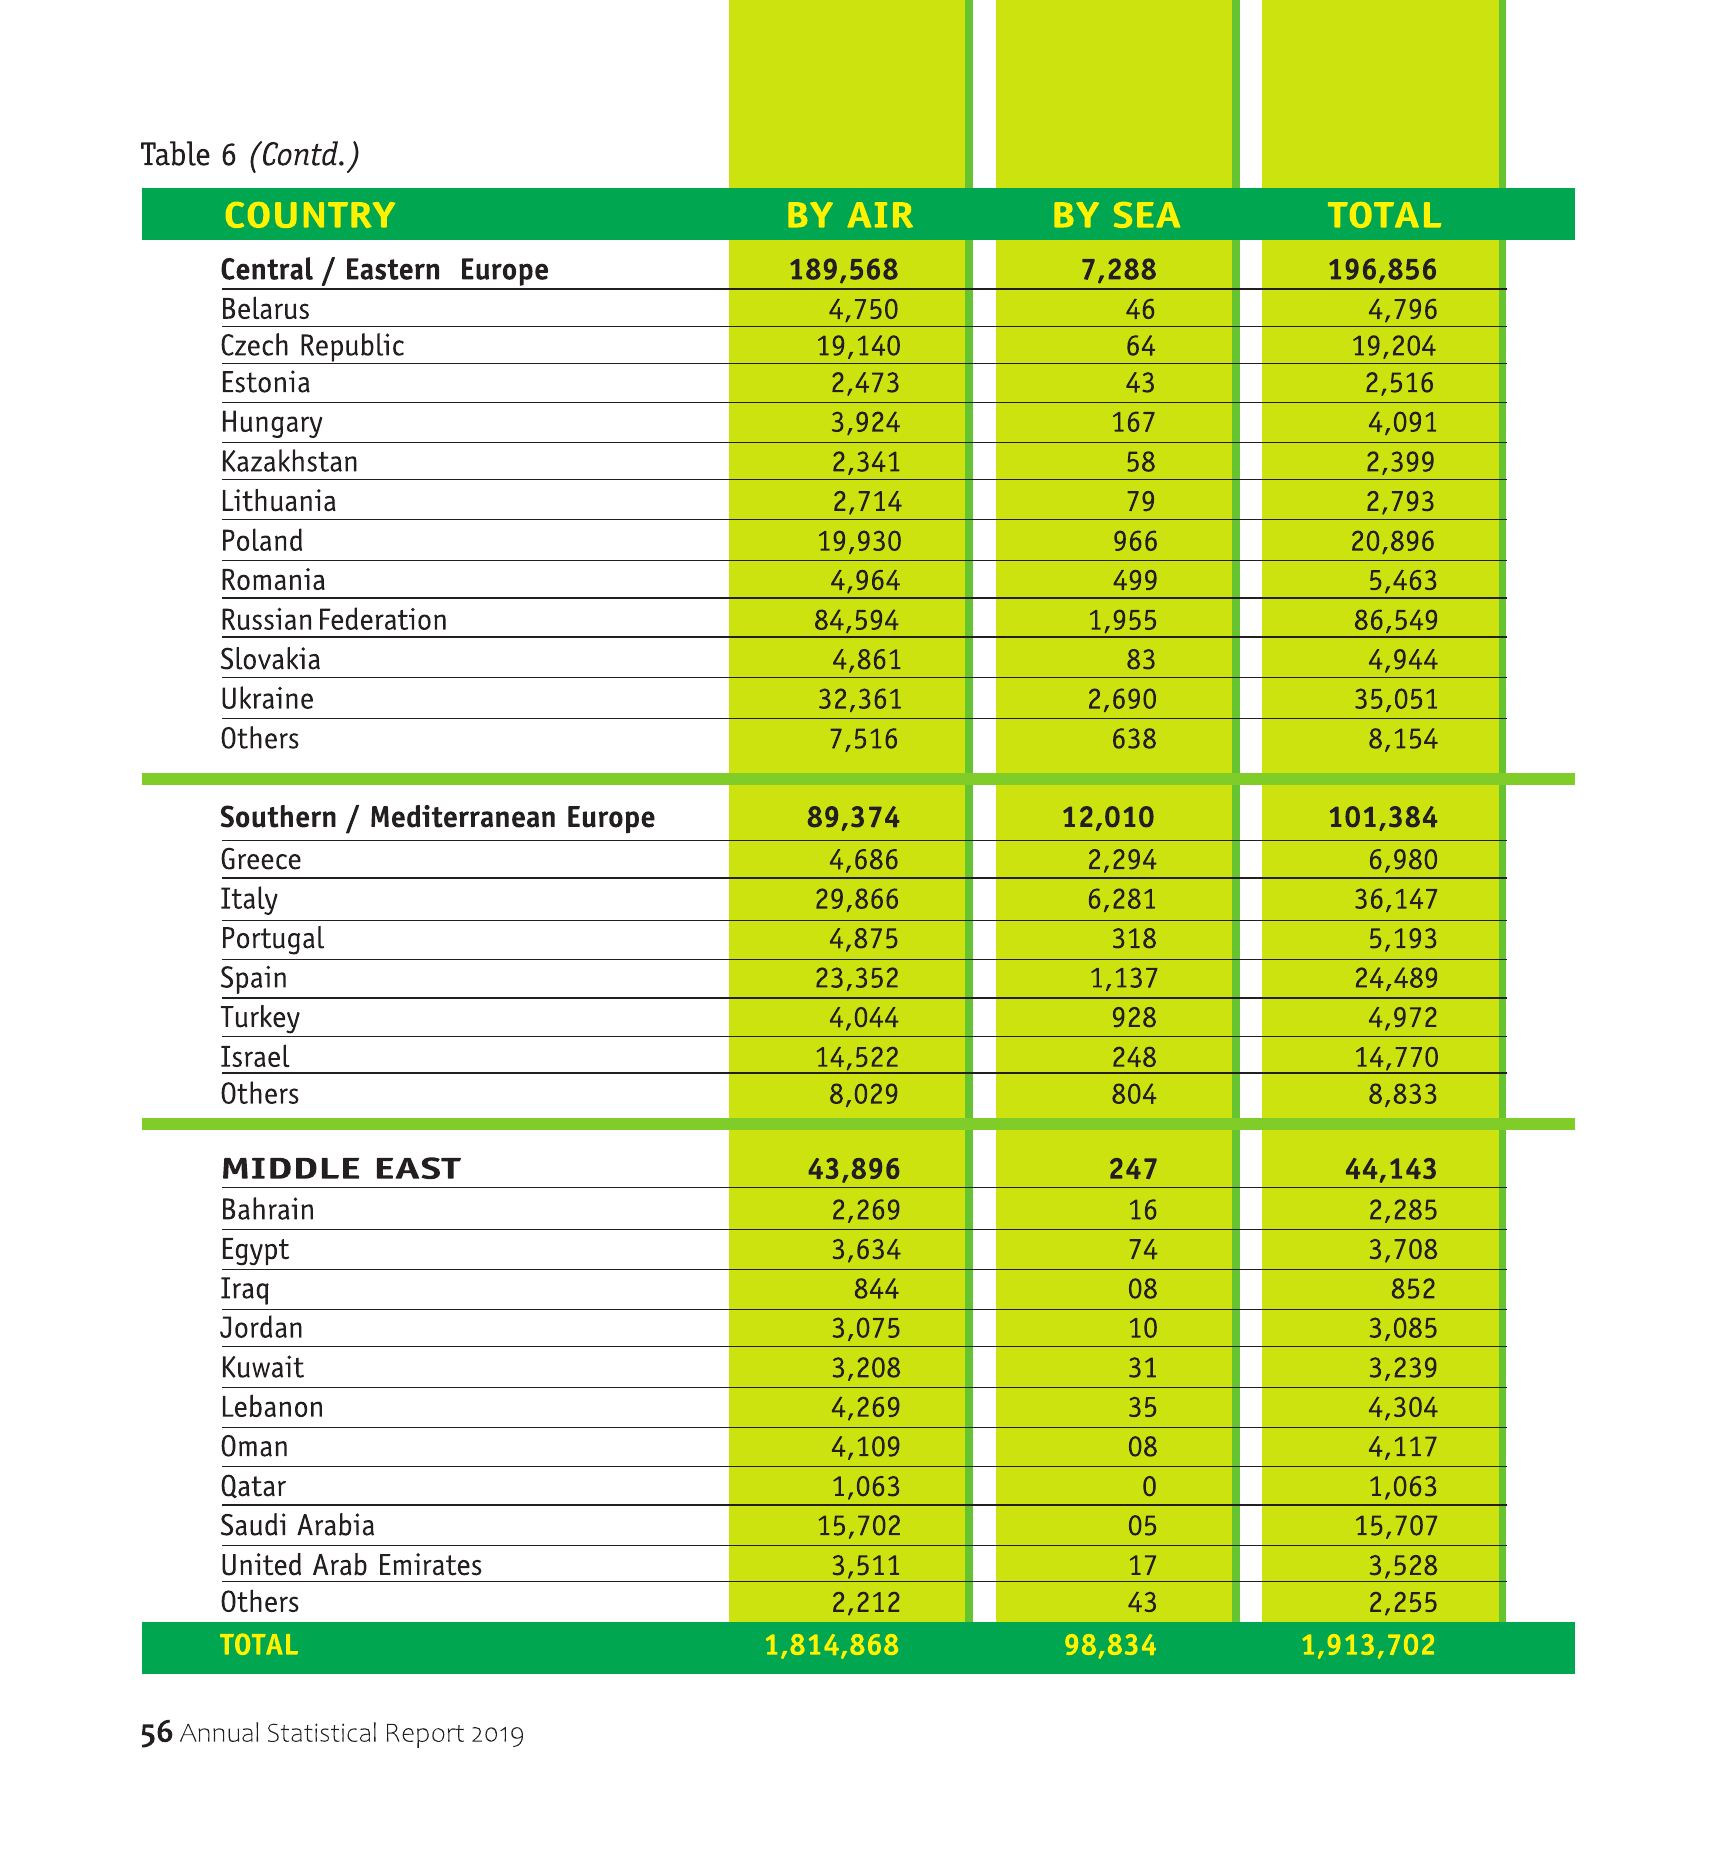 Table 6 (Contd.)
COUNTRY BY AIR BY SEA TOTAL
Central / Eastern Europe 189,568 7,288 196,856
Belarus 4,750 46 4,796
Czech Republic 19,140 64 19,204
Estonia 2,473 43 2,516
Hungary 3,924 167 4,091
Kazakhstan 2,341 58 2,399
Lithuania 2,714 79 2,793
Poland 19,930 966 20,896
Romania 4,964 499 5,463
Russian Federation 84,594 1,955 86,549
Slovakia 4,861 83 4,944
Ukraine 32,361 2,690 35,051
Others 7,516 638 8,154
Southern / Mediterranean Europe 89,374 12,010 101,384
Greece 4,686 2,294 6,980
Italy 29,866 6,281 36,147
Portugal 4,875 318 5,193
Spain 23,352 1,137 24,489
Turkey 4,044 928 4,972
Israel 14,522 248 14,770
Others 8,029 804 8,833
MIDDLE EAST 43,896 247 44,143
Bahrain 2,269 16 2,285
Egypt 3,634 74 3,708
Iraq 844 08 852
Jordan 3,075 10 3,085
Kuwait 3,208 31 3,239
Lebanon 4,269 35 4,304
Oman 4,109 08 4,117
Qatar 1,063 0 1,063
Saudi Arabia 15,702 05 15,707
United Arab Emirates 3,511 17 3,528
Others 2,212 43 2,255
TOTAL 1,814,868 98,834 1,913,702
56 Annual Statistical Report 2019